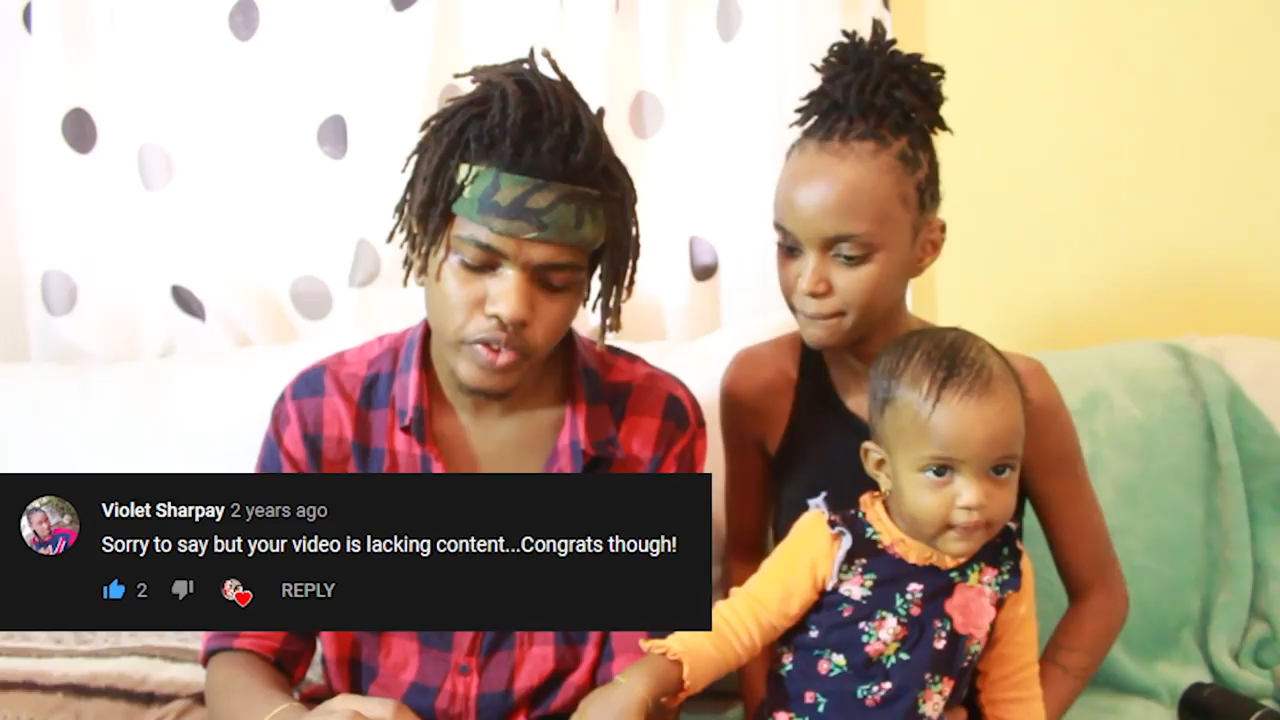 Violet Sharpay 2 years ago
Sorry to say but your video is lacking content...Congrats though!
2 REPLY